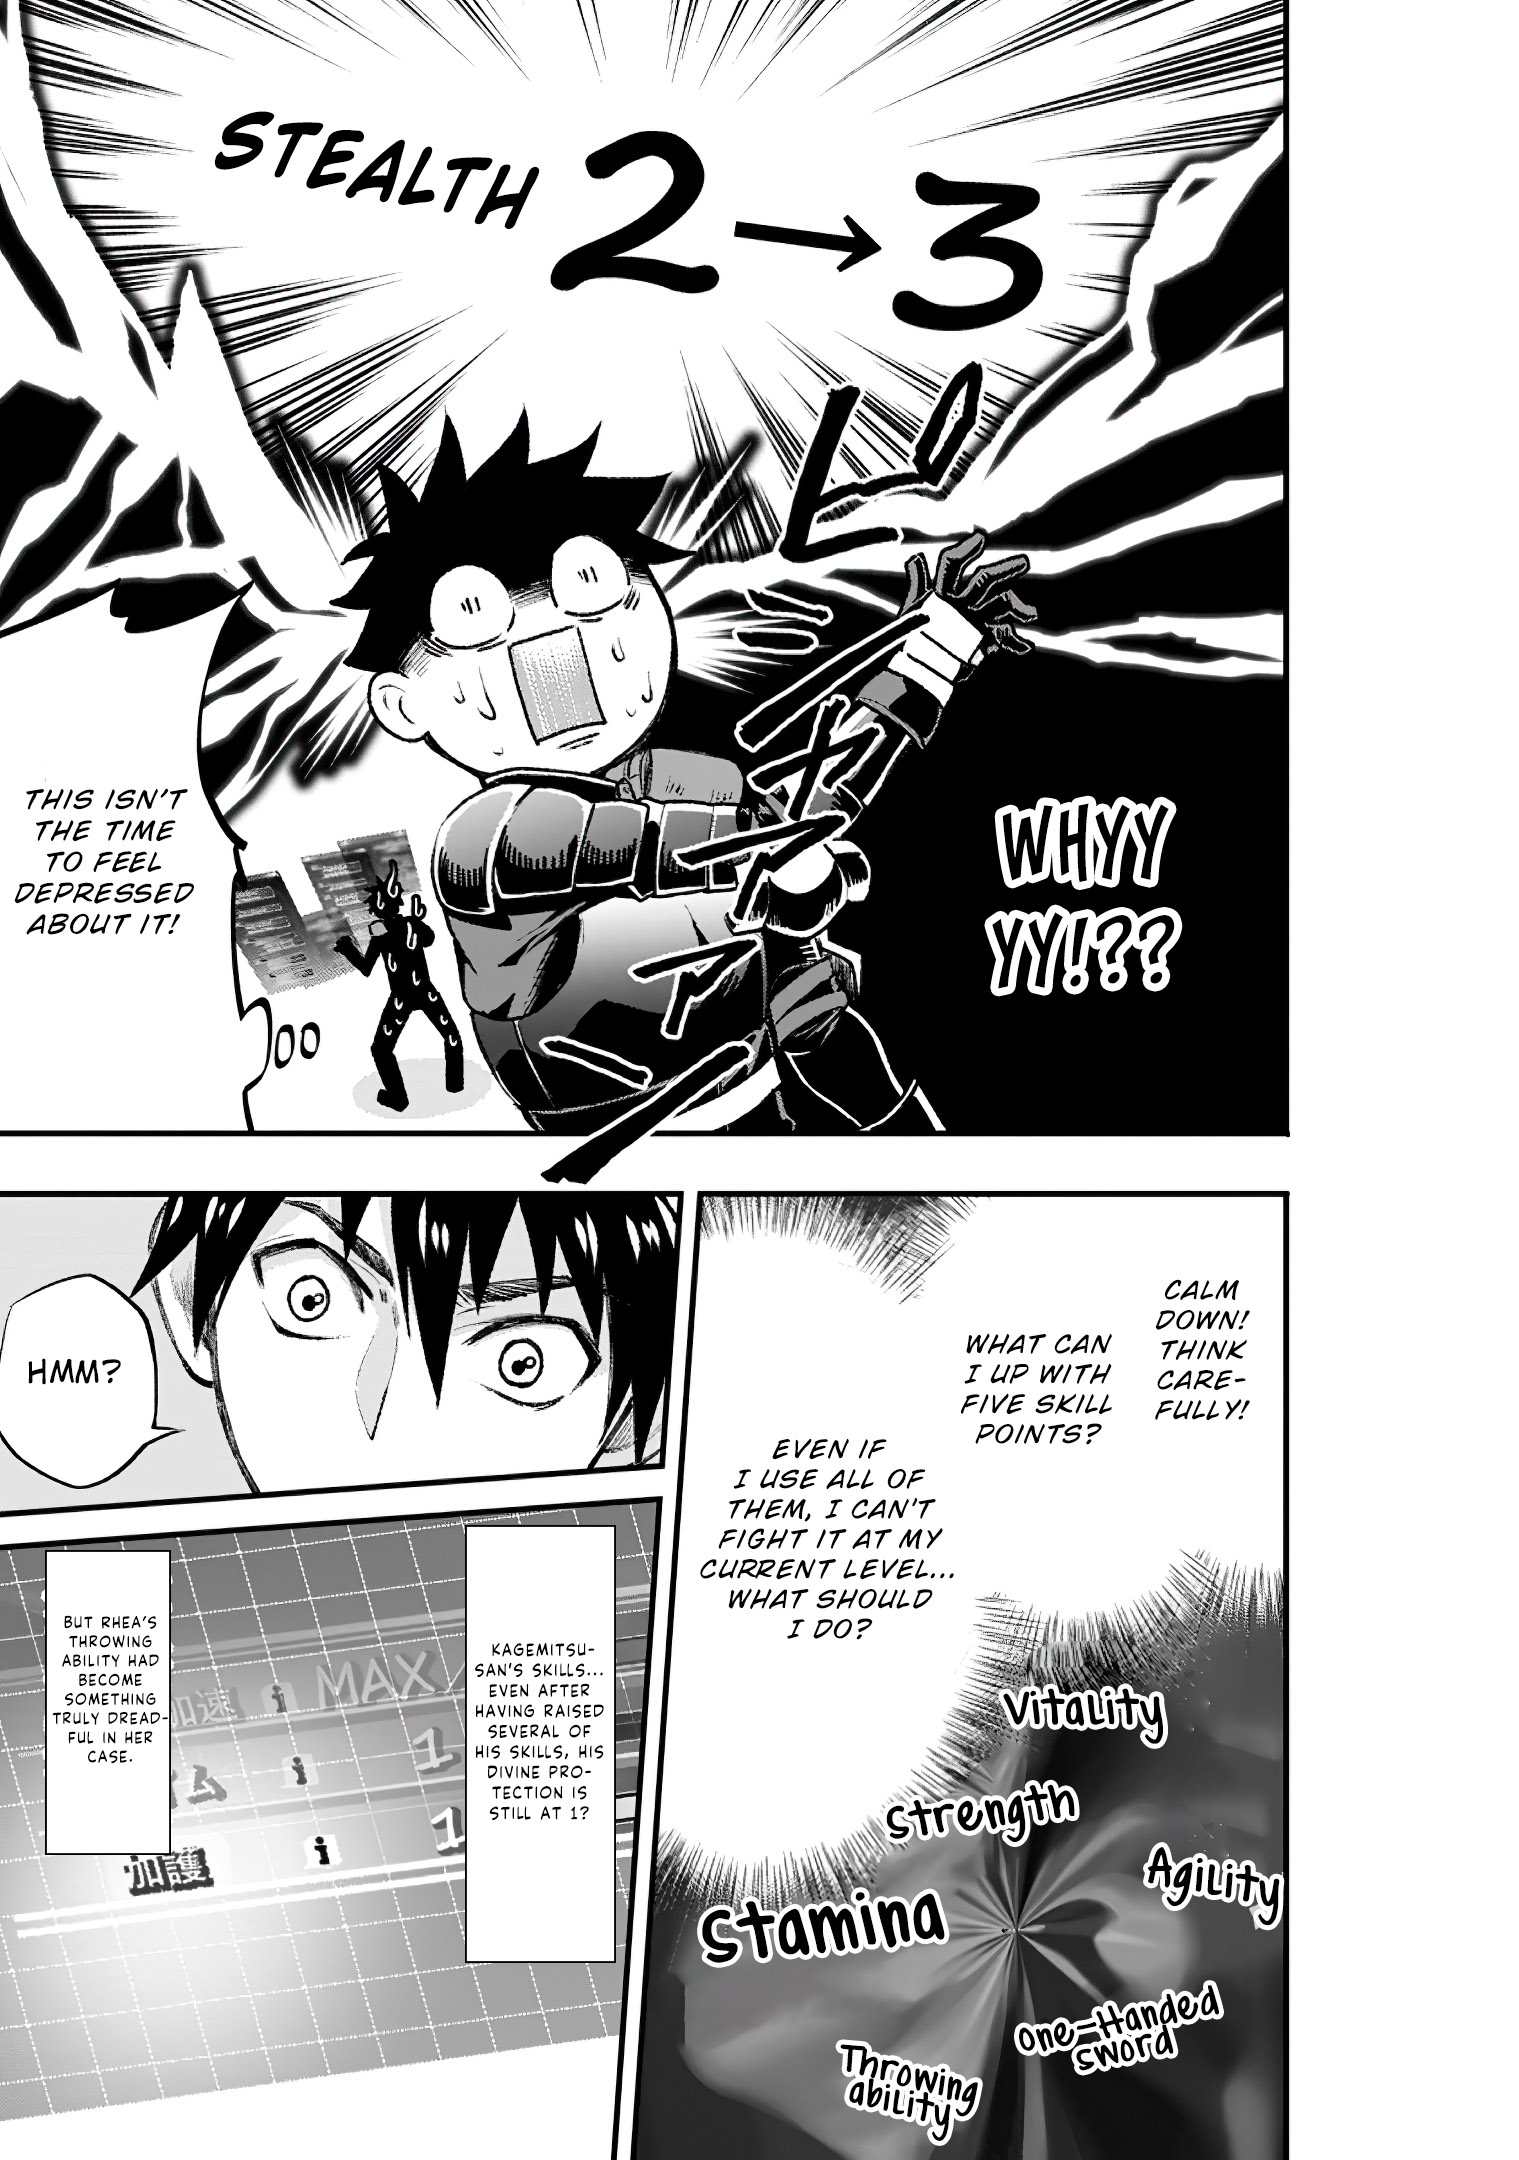 STEALTH 2→3
ビ
WHYY
YY!??
THIS ISN'T
THE TIME
TO FEEL
DEPRESSED
ABOUT IT!
CALM
DOWN!
THINK
CARE-
FULLY!
WHAT CAN
I UP WITH
FIVE SKILL
POINTS?
EVEN IF
I USE ALL OF
THEM, I CAN'T
FIGHT IT AT MY
CURRENT LEVEL...
WHAT SHOULD
I DO?
Vitality
Strength
Agility
Stamina
One-Handed
Sword
Throwing
ability
HMM?
KAGEMITSU-
SAN'S SKILLS...
EVEN AFTER
HAVING RAISED
SEVERAL OF
HIS SKILLS, HIS
DIVINE PRO-
TECTION IS
STILL AT 1?
BUT RHEA'S
THROWING
ABILITY HAD
BECOME
SOMETHING
TRULY DREAD-
FUL IN HER
CASE.
加速 i MAX
ム i 1
加護 i 1